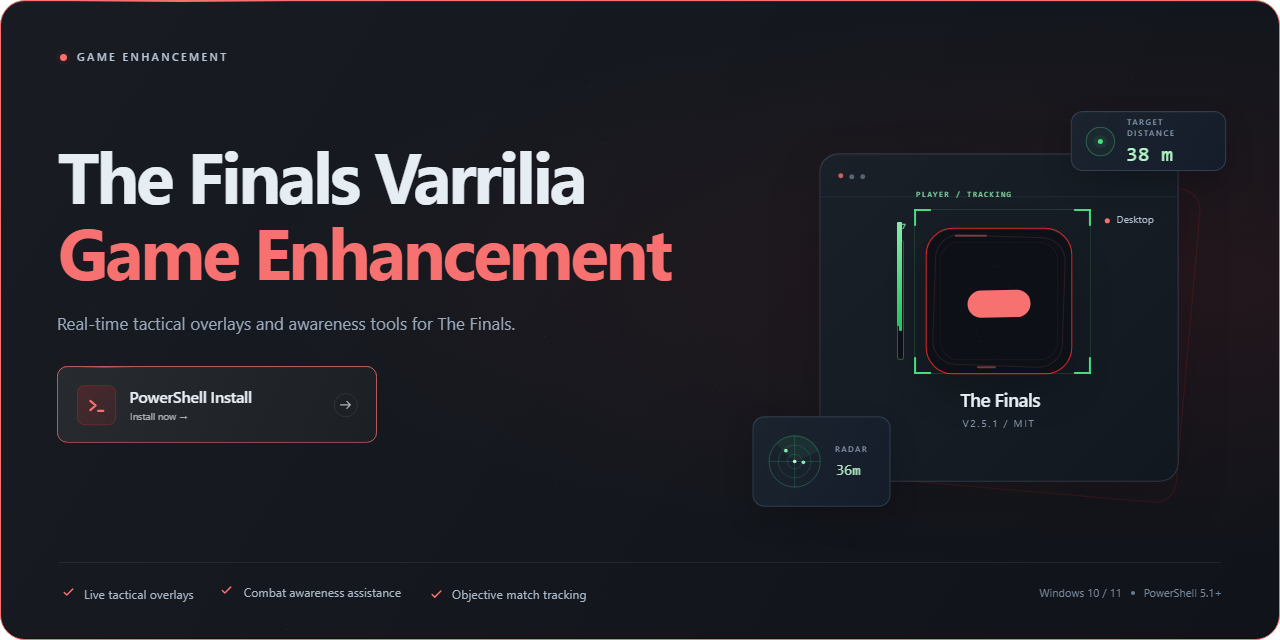 GAME ENHANCEMENT
The Finals Varrilia
Game Enhancement
Real-time tactical overlays and awareness tools for The Finals.
PowerShell Install
Install now →
TARGET
DISTANCE
38 m
PLAYER / TRACKING
Desktop
The Finals
V2.5.1 / MIT
RADAR
36m
Live tactical overlays
Combat awareness assistance
Objective match tracking
Windows 10 / 11 • PowerShell 5.1+